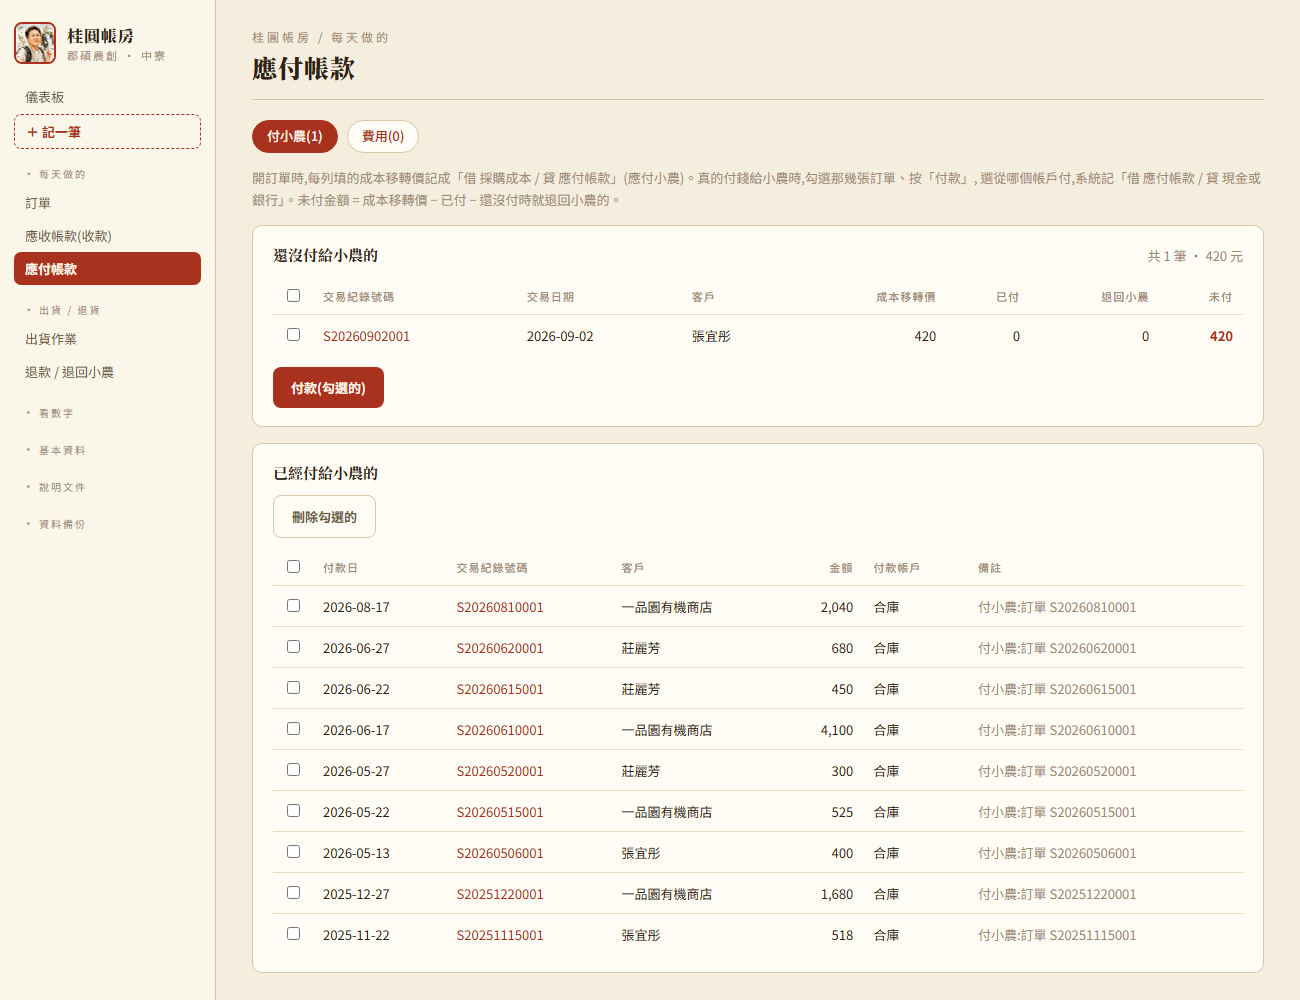 桂圓帳房
郡碩農創 · 中寮
儀表板
+ 記一筆
每天做的
訂單
應收帳款(收款)
應付帳款
出貨 / 退貨
出貨作業
退款 / 退回小農
看數字
基本資料
說明文件
資料備份
桂圓帳房 / 每天做的
應付帳款
付小農(1) 費用(0)
開訂單時,每列填的成本移轉價記成「借 採購成本 / 貸 應付帳款」(應付小農)。真的付錢給小農時,勾選那幾張訂單、按「付款」, 選從哪個帳戶付,系統記「借 應付帳款 / 貸 現金或
銀行」。未付金額 = 成本移轉價 − 已付 − 還沒付時就退回小農的。
還沒付給小農的 共 1 筆 · 420 元
交易紀錄號碼 交易日期 客戶 成本移轉價 已付 退回小農 未付
S20260902001 2026-09-02 張宜彤 420 0 0 420
付款(勾選的)
已經付給小農的
刪除勾選的
付款日 交易紀錄號碼 客戶 金額 付款帳戶 備註
2026-08-17 S20260810001 一品園有機商店 2,040 合庫 付小農:訂單 S20260810001
2026-06-27 S20260620001 莊麗芳 680 合庫 付小農:訂單 S20260620001
2026-06-22 S20260615001 莊麗芳 450 合庫 付小農:訂單 S20260615001
2026-06-17 S20260610001 一品園有機商店 4,100 合庫 付小農:訂單 S20260610001
2026-05-27 S20260520001 莊麗芳 300 合庫 付小農:訂單 S20260520001
2026-05-22 S20260515001 一品園有機商店 525 合庫 付小農:訂單 S20260515001
2026-05-13 S20260506001 張宜彤 400 合庫 付小農:訂單 S20260506001
2025-12-27 S20251220001 一品園有機商店 1,680 合庫 付小農:訂單 S20251220001
2025-11-22 S20251115001 張宜彤 518 合庫 付小農:訂單 S20251115001